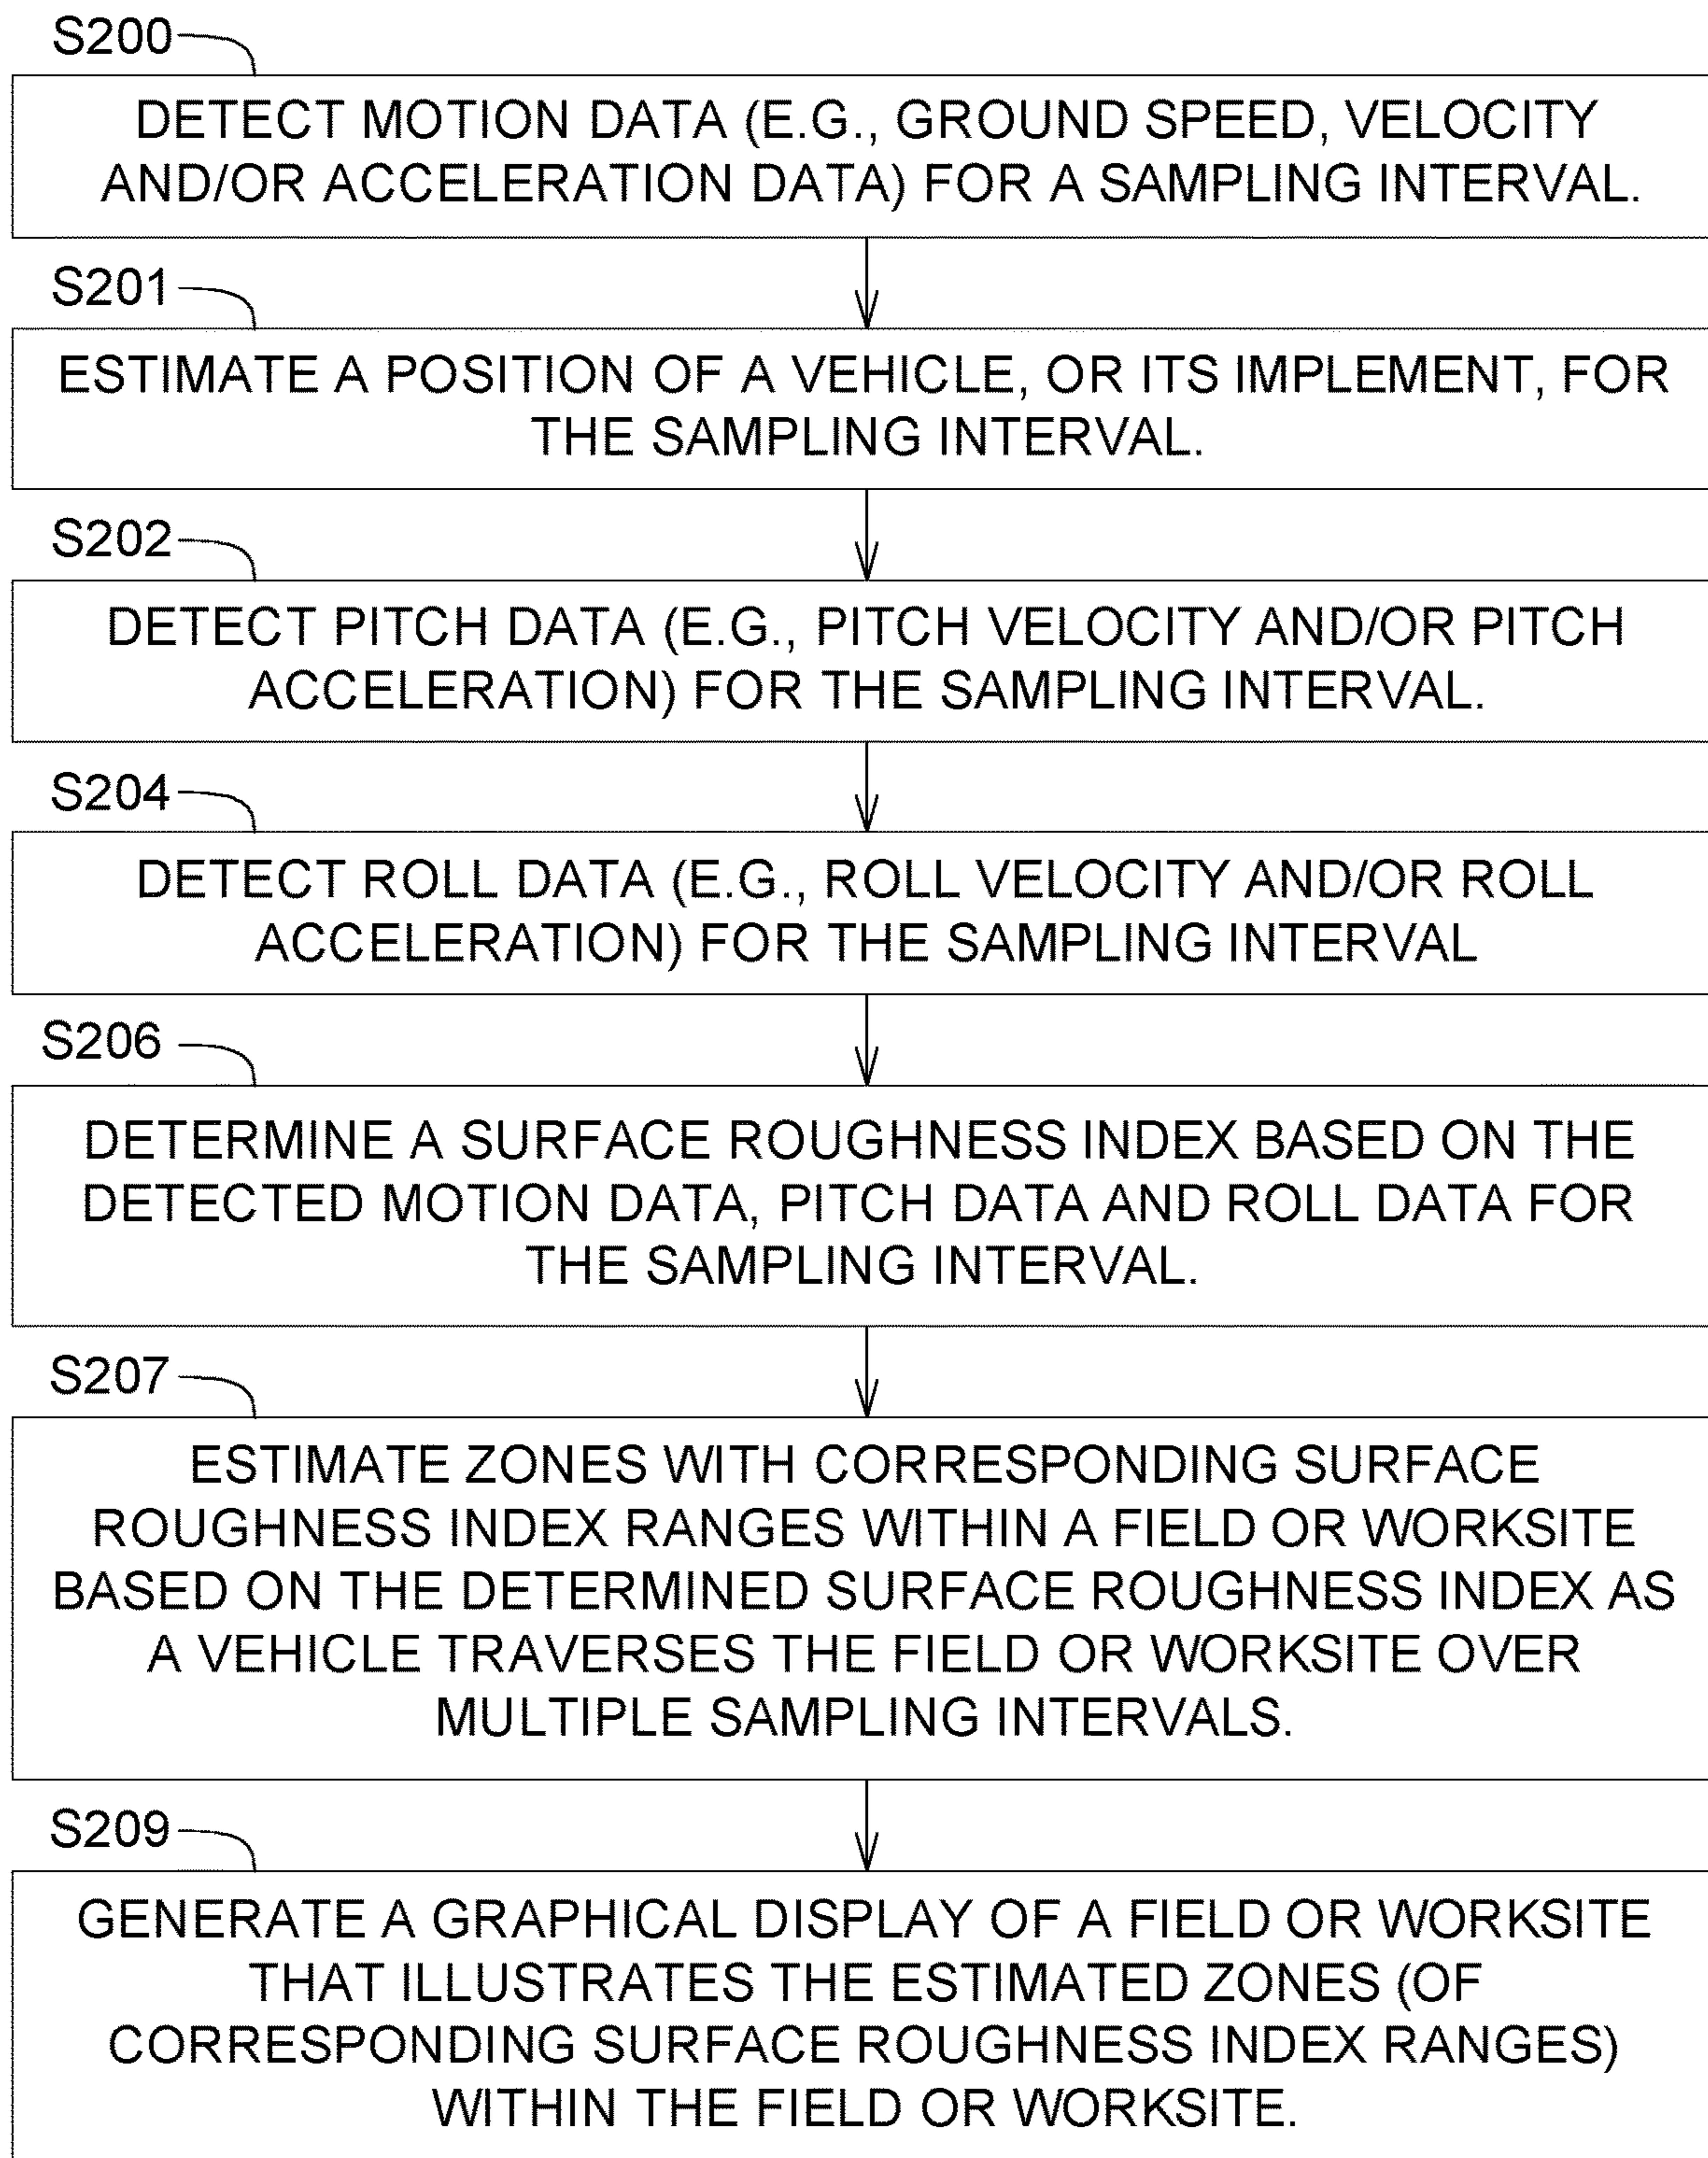 S200
DETECT MOTION DATA (E.G., GROUND SPEED, VELOCITY
AND/OR ACCELERATION DATA) FOR A SAMPLING INTERVAL.
S201
ESTIMATE A POSITION OF A VEHICLE, OR ITS IMPLEMENT, FOR
THE SAMPLING INTERVAL.
S202
DETECT PITCH DATA (E.G., PITCH VELOCITY AND/OR PITCH
ACCELERATION) FOR THE SAMPLING INTERVAL.
S204
DETECT ROLL DATA (E.G., ROLL VELOCITY AND/OR ROLL
ACCELERATION) FOR THE SAMPLING INTERVAL
S206
DETERMINE A SURFACE ROUGHNESS INDEX BASED ON THE
DETECTED MOTION DATA, PITCH DATA AND ROLL DATA FOR
THE SAMPLING INTERVAL.
S207
ESTIMATE ZONES WITH CORRESPONDING SURFACE
ROUGHNESS INDEX RANGES WITHIN A FIELD OR WORKSITE
BASED ON THE DETERMINED SURFACE ROUGHNESS INDEX AS
A VEHICLE TRAVERSES THE FIELD OR WORKSITE OVER
MULTIPLE SAMPLING INTERVALS.
S209
GENERATE A GRAPHICAL DISPLAY OF A FIELD OR WORKSITE
THAT ILLUSTRATES THE ESTIMATED ZONES (OF
CORRESPONDING SURFACE ROUGHNESS INDEX RANGES)
WITHIN THE FIELD OR WORKSITE.